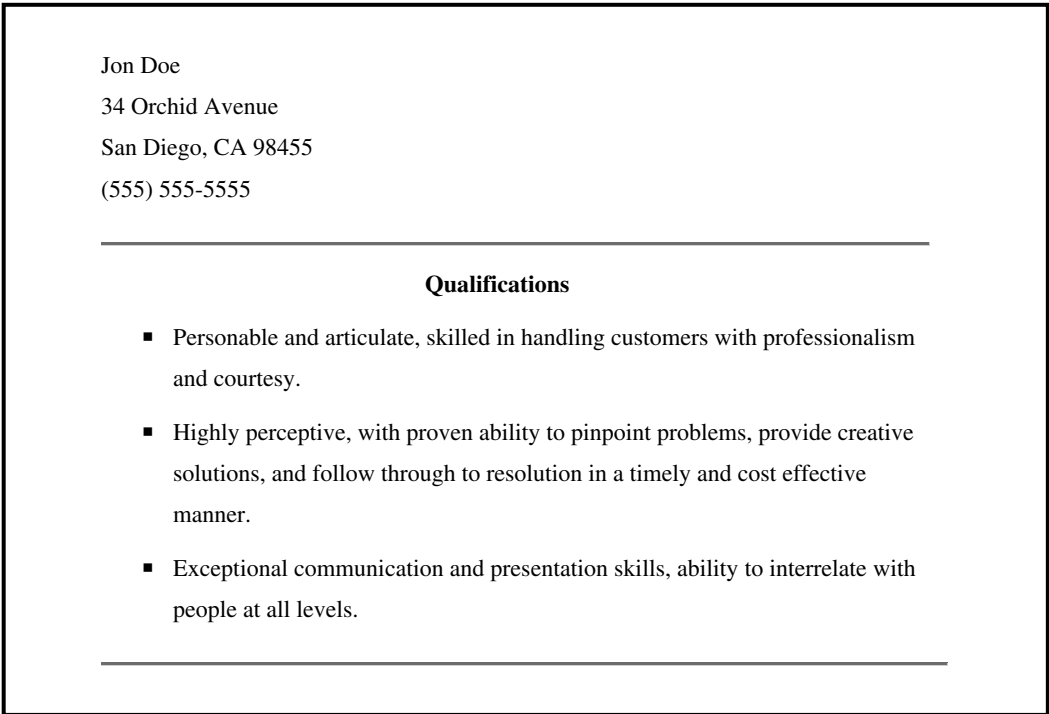 Jon Doe
34 Orchid Avenue
San Diego, CA 98455
(555) 555-5555
Qualifications
▪ Personable and articulate, skilled in handling customers with professionalism
and courtesy.
▪ Highly perceptive, with proven ability to pinpoint problems, provide creative
solutions, and follow through to resolution in a timely and cost effective
manner.
▪ Exceptional communication and presentation skills, ability to interrelate with
people at all levels.